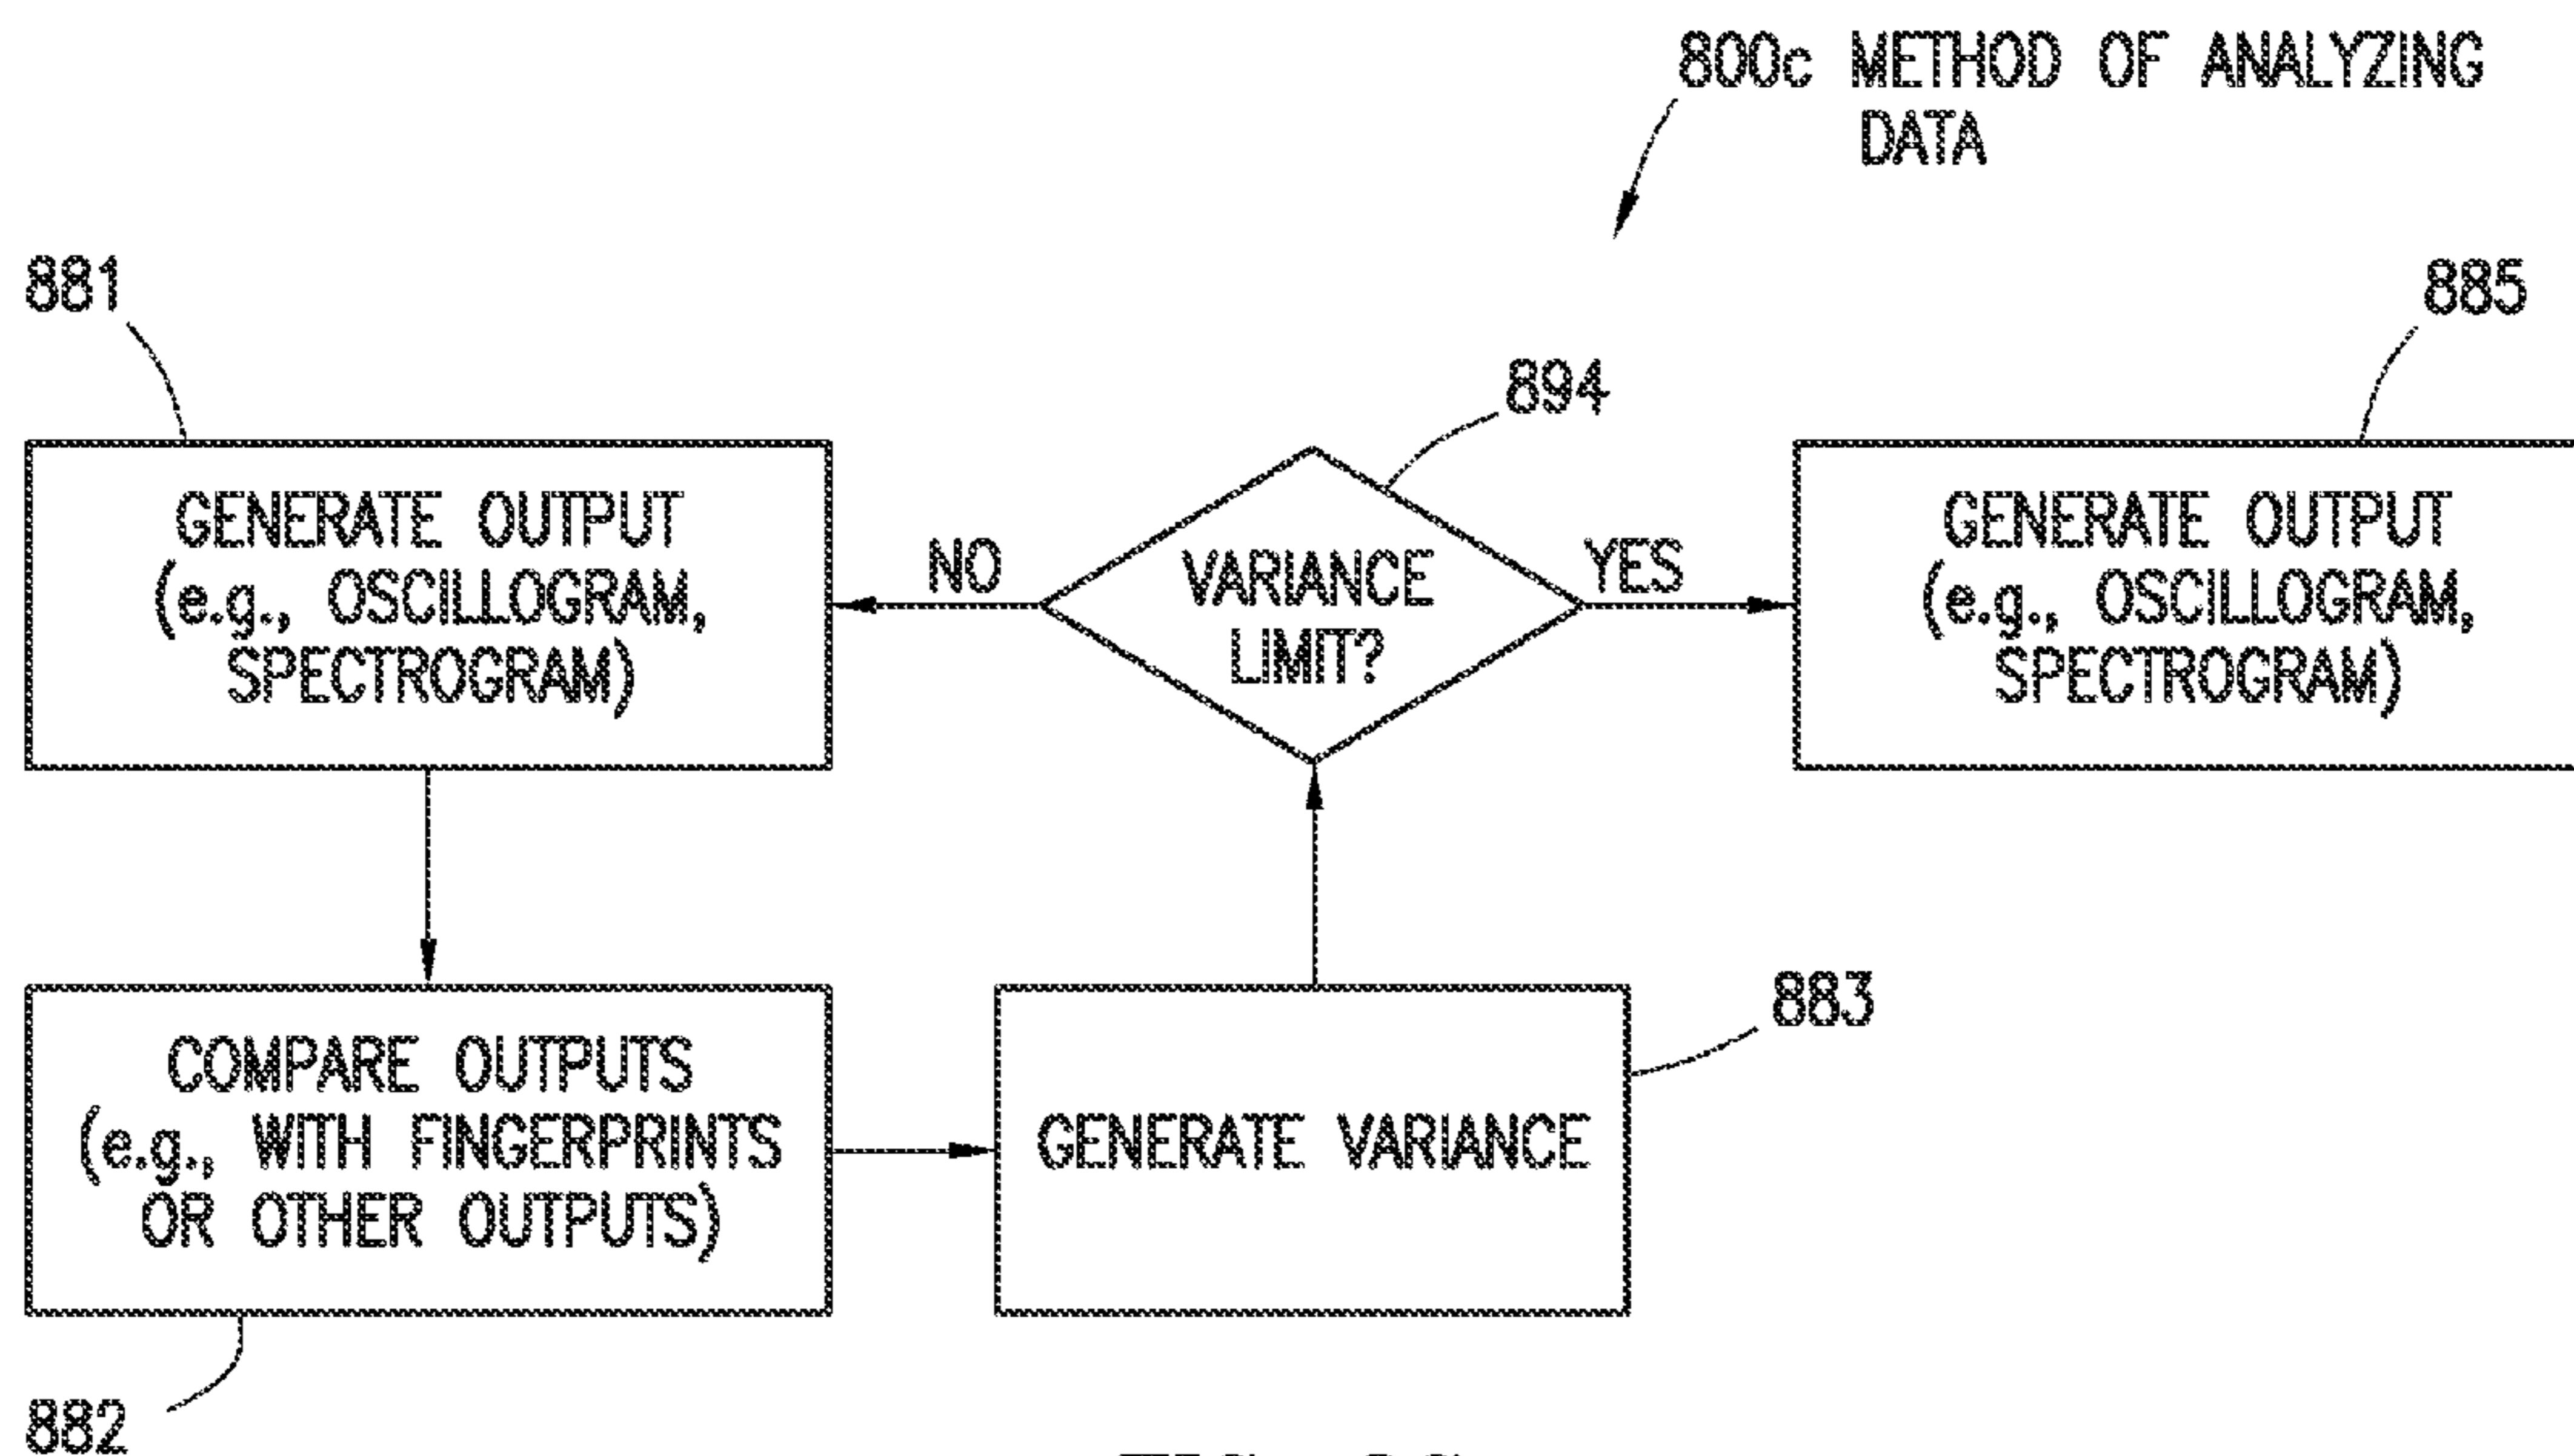 800c METHOD OF ANALYZING
DATA
881
885
894
GENERATE OUTPUT
(e.g., OSCILLOGRAM,
SPECTROGRAM)
NO
VARIANCE
LIMIT?
YES
GENERATE OUTPUT
(e.g., OSCILLOGRAM,
SPECTROGRAM)
883
COMPARE OUTPUTS
(e.g., WITH FINGERPRINTS
OR OTHER OUTPUTS)
GENERATE VARIANCE
882